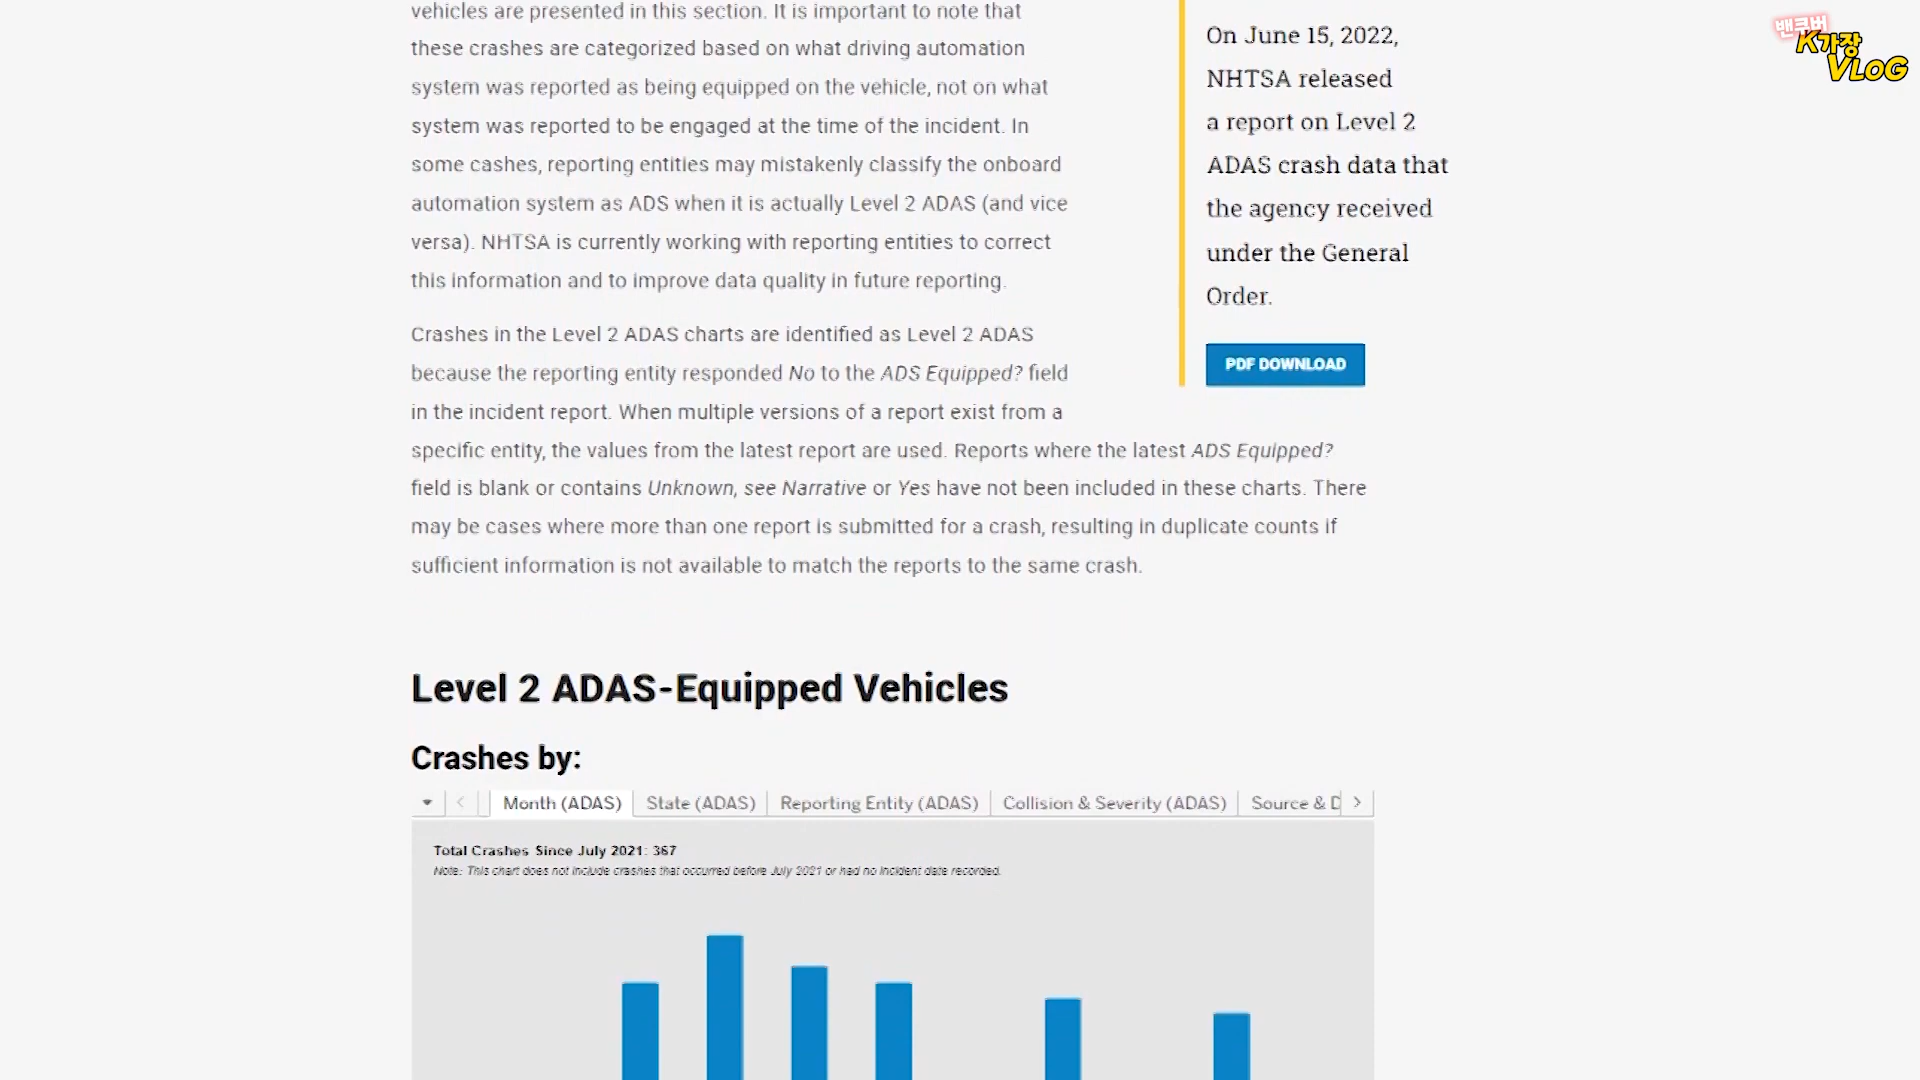 vehicles are presented in this section. It is important to note that
these crashes are categorized based on what driving automation
system was reported as being equipped on the vehicle, not on what
system was reported to be engaged at the time of the incident. In
some cashes, reporting entities may mistakenly classify the onboard
automation system as ADS when it is actually Level 2 ADAS (and vice
versa). NHTSA is currently working with reporting entities to correct
this information and to improve data quality in future reporting.
Crashes in the Level 2 ADAS charts are identified as Level 2 ADAS
because the reporting entity responded No to the ADS Equipped? field
in the incident report. When multiple versions of a report exist from a
specific entity, the values from the latest report are used. Reports where the latest ADS Equipped?
field is blank or contains Unknown, see Narrative or Yes have not been included in these charts. There
may be cases where more than one report is submitted for a crash, resulting in duplicate counts if
sufficient information is not available to match the reports to the same crash.
On June 15, 2022,
NHTSA released
a report on Level 2
ADAS crash data that
the agency received
under the General
Order.
PDF DOWNLOAD
밴쿠버
K가장
VLOG
Level 2 ADAS-Equipped Vehicles
Crashes by:
Month (ADAS) State (ADAS) Reporting Entity (ADAS) Collision & Severity (ADAS) Source & D
Total Crashes Since July 2021: 367
Note: This chart does not include crashes that occurred before July 2021 or had no incident date recorded.